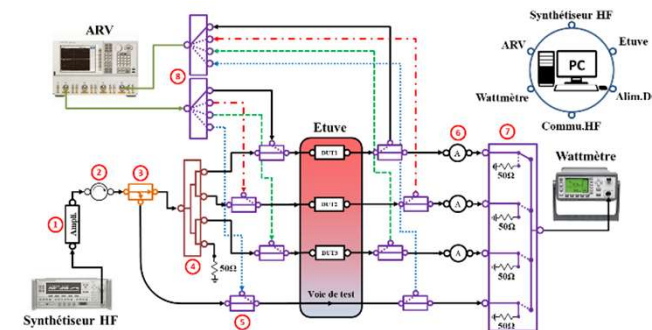 Synthétiseur HF
ARV
ARV
Etuve
PC
8
Wattmètre
Alim.D
Commu.HF
Etuve
6
7
DUT1
50Ω
Wattmètre
2
3
1
Ampli.
DUT2
50Ω
A
A
A
DUT3
50Ω
4
50Ω
Voie de test
50Ω
5
Synthétiseur HF